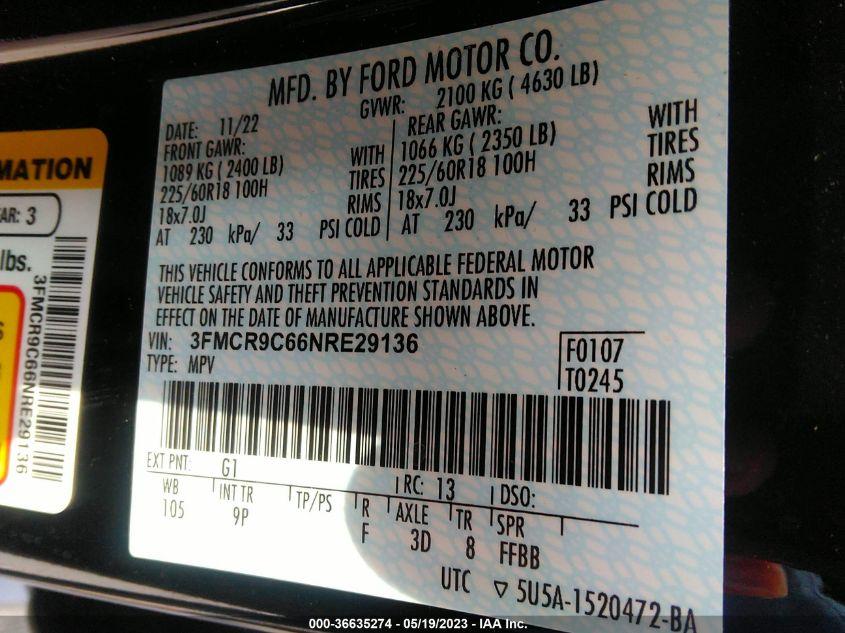 MFD. BY FORD MOTOR CO.
DATE: 11/22 GVWR: 2100 KG ( 4630 LB)
FRONT GAWR: REAR GAWR:
1089 KG (2400 LB) WITH 1066 KG ( 2350 LB) WITH
225/60R18 100H TIRES 225/60R18 100H TIRES
18x7.0J RIMS 18x7.0J RIMS
AT 230 kPa/ 33 PSI COLD AT 230 kPa/ 33 PSI COLD
THIS VEHICLE CONFORMS TO ALL APPLICABLE FEDERAL MOTOR
VEHICLE SAFETY AND THEFT PREVENTION STANDARDS IN
EFFECT ON THE DATE OF MANUFACTURE SHOWN ABOVE.
VIN: 3FMCR9C66NRE29136 F0107
TYPE: MPV T0245
EXT PNT: G1 RC: 13 DSO:
WB INT TR TP/PS R AXLE TR SPR
105 9P F 3D 8 FFBB
UTC ▽ 5U5A-1520472-BA
MATION
AR: 3
lbs.
3FMCR9C66NRE29136
000-36635274 - 05/19/2023 - IAA Inc.